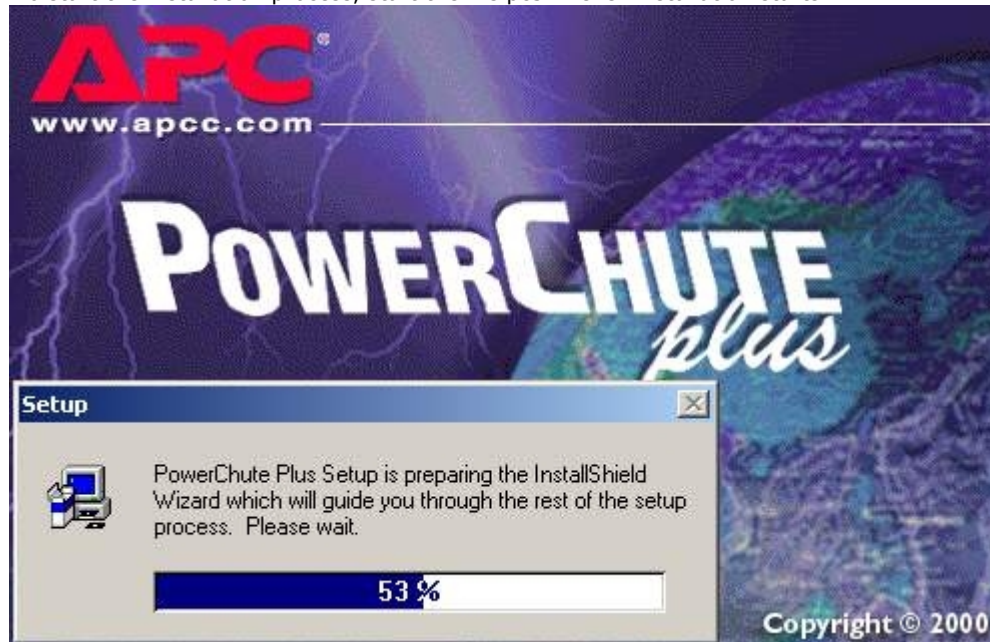 APC®
www.apcc.com
POWERCHUTE
plus
Setup
PowerChute Plus Setup is preparing the InstallShield
Wizard which will guide you through the rest of the setup
process. Please wait.
53 %
Copyright © 2000